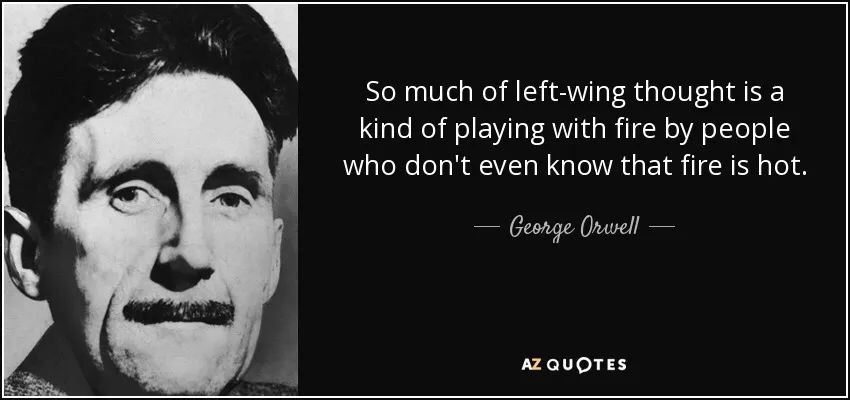 So much of left-wing thought is a
kind of playing with fire by people
who don't even know that fire is hot.
George Orwell
AZ QUOTES